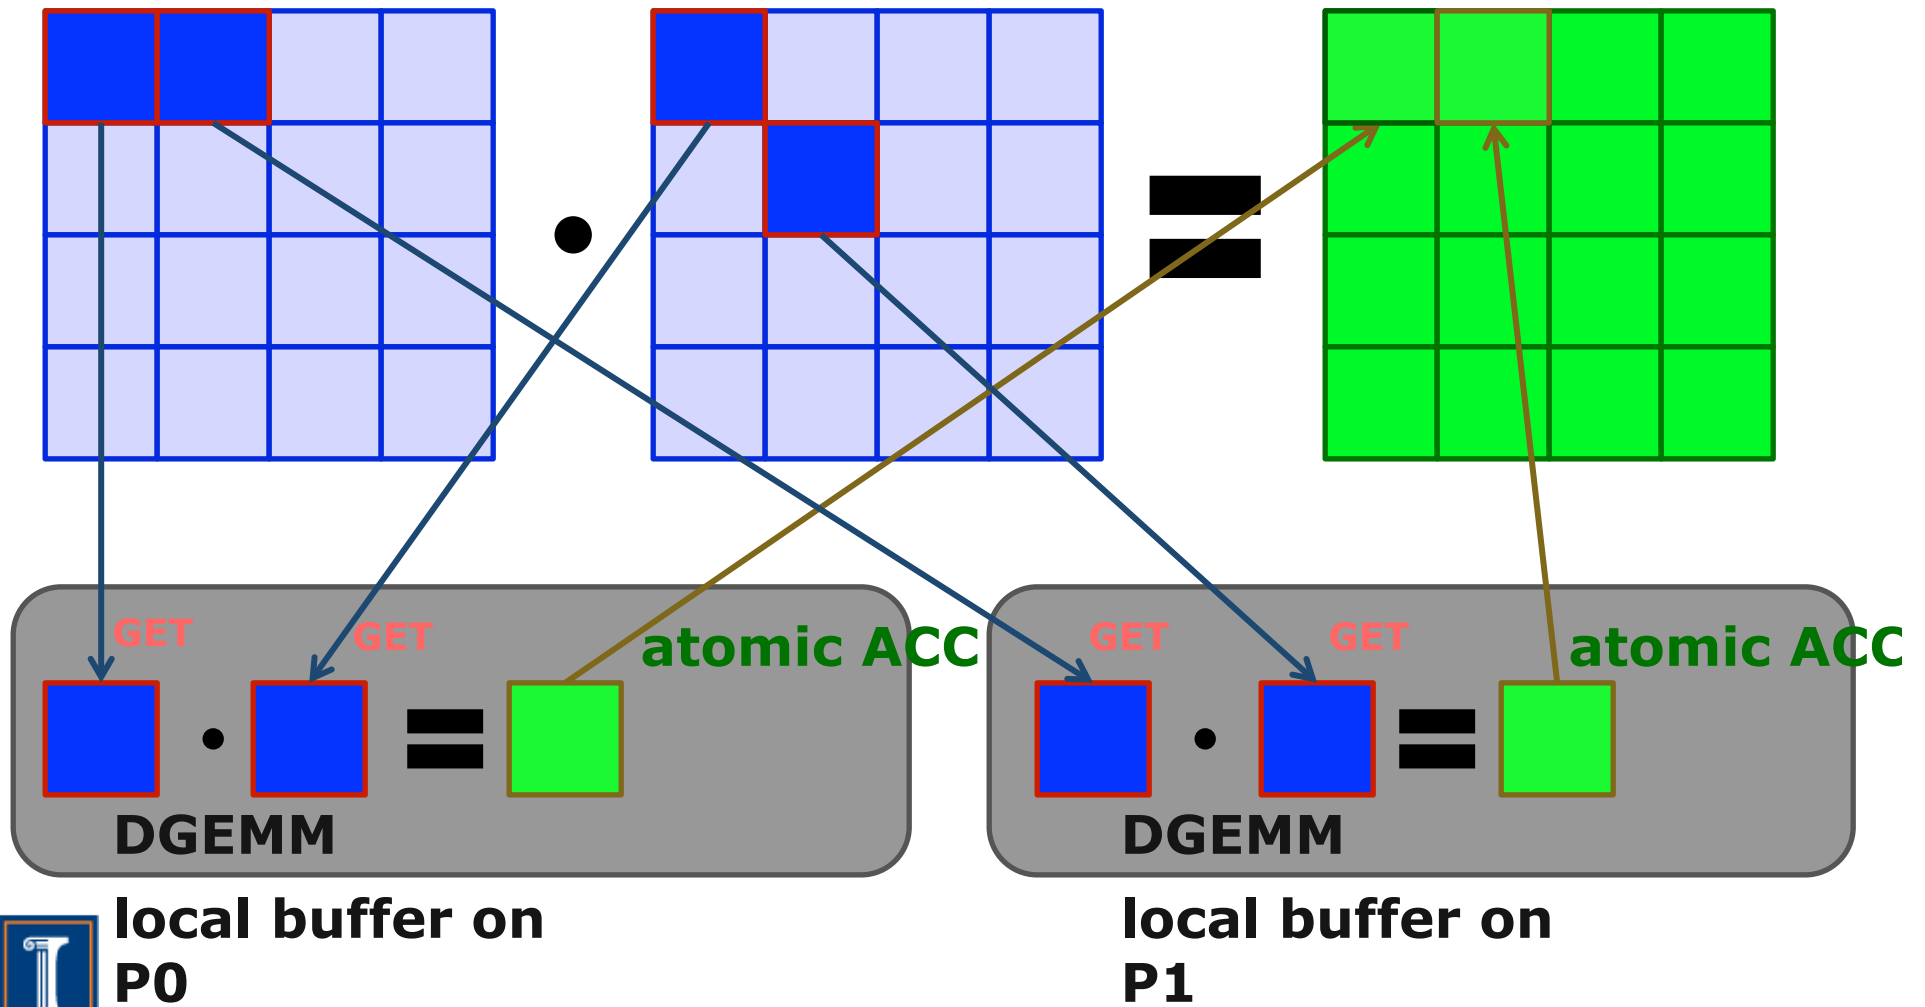 GET
GET
atomic ACC
DGEMM
local buffer on
P0
GET
GET
atomic ACC
DGEMM
local buffer on
P1